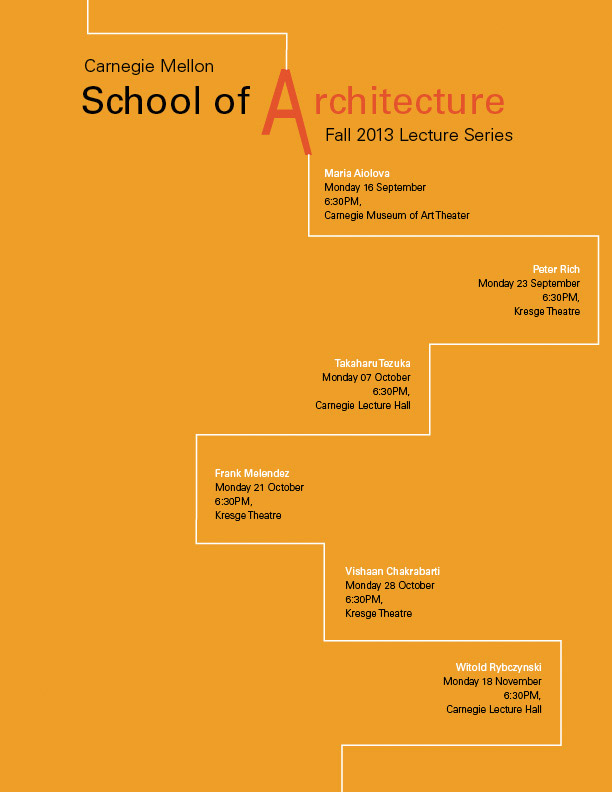 Carnegie Mellon
School of Architecture
Fall 2013 Lecture Series
Maria Aiolova
Monday 16 September
6:30PM,
Carnegie Museum of Art Theater
Peter Rich
Monday 23 September
6:30PM,
Kresge Theatre
Takaharu Tezuka
Monday 07 October
6:30PM,
Carnegie Lecture Hall
Frank Melendez
Monday 21 October
6:30PM,
Kresge Theatre
Vishaan Chakrabarti
Monday 28 October
6:30PM,
Kresge Theatre
Witold Rybczynski
Monday 18 November
6:30PM,
Carnegie Lecture Hall